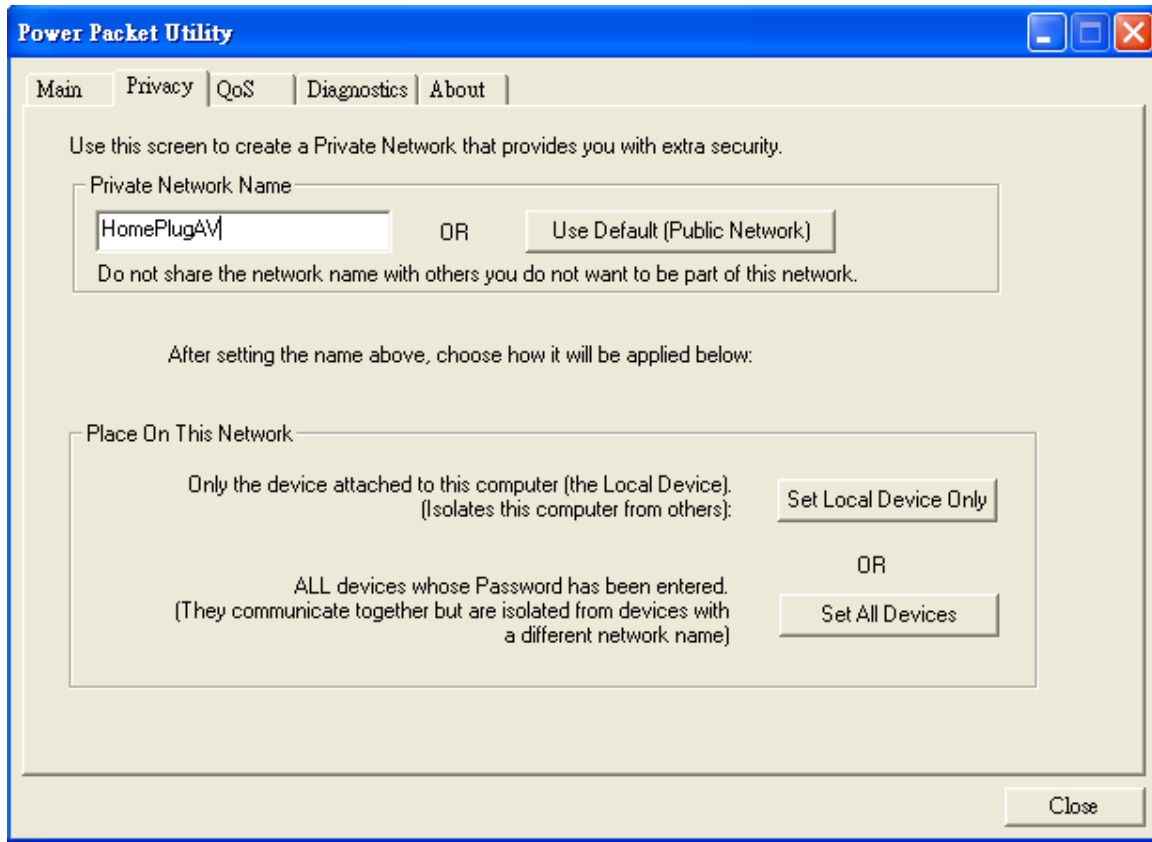 Power Packet Utility
Main Privacy QoS Diagnostics About
Use this screen to create a Private Network that provides you with extra security.
Private Network Name
HomePlugAV OR Use Default (Public Network)
Do not share the network name with others you do not want to be part of this network.
After setting the name above, choose how it will be applied below:
Place On This Network
Only the device attached to this computer (the Local Device).
(Isolates this computer from others):
Set Local Device Only
OR
ALL devices whose Password has been entered.
(They communicate together but are isolated from devices with
a different network name)
Set All Devices
Close